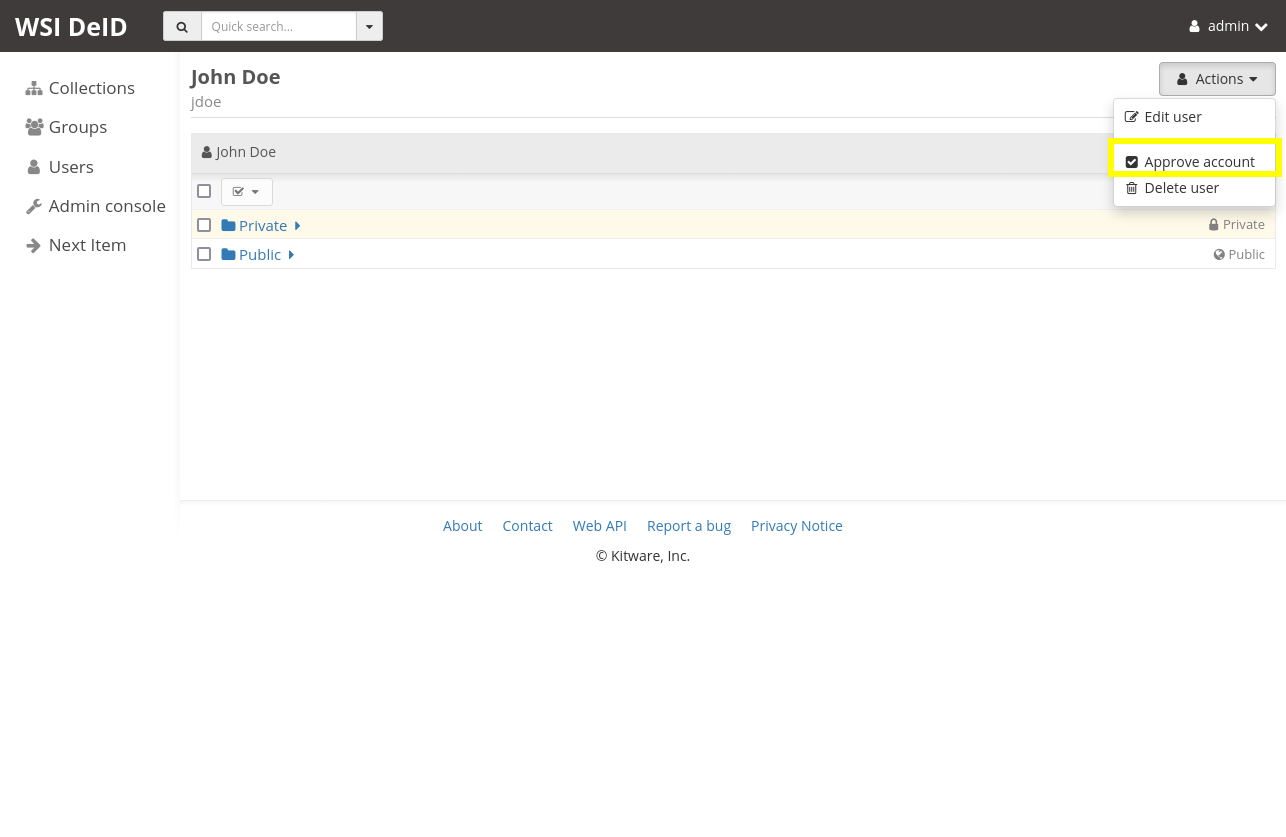 WSI DeID
Quick search...
admin
Collections
Groups
Users
Admin console
Next Item
John Doe
jdoe
Actions
Edit user
Approve account
Delete user
John Doe
Private
Private
Public
Public
About Contact Web API Report a bug Privacy Notice
© Kitware, Inc.